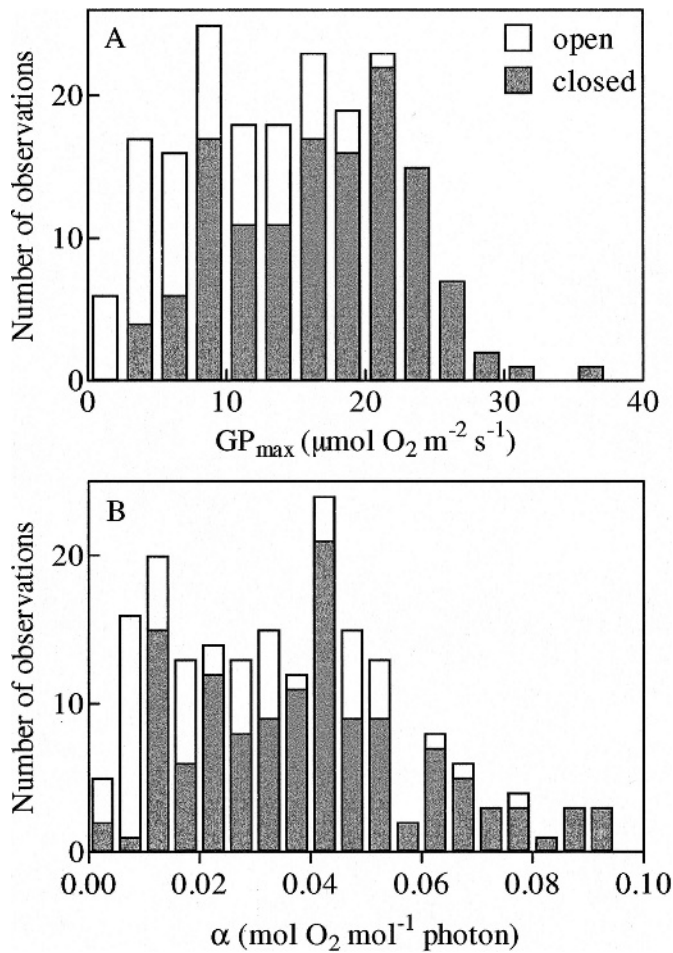 A
open
closed
Number of observations
20
10
0
0
10
20
30
40
GP_max (μmol O₂ m⁻² s⁻¹)
B
Number of observations
20
10
0
0.00
0.02
0.04
0.06
0.08
0.10
α (mol O₂ mol⁻¹ photon)